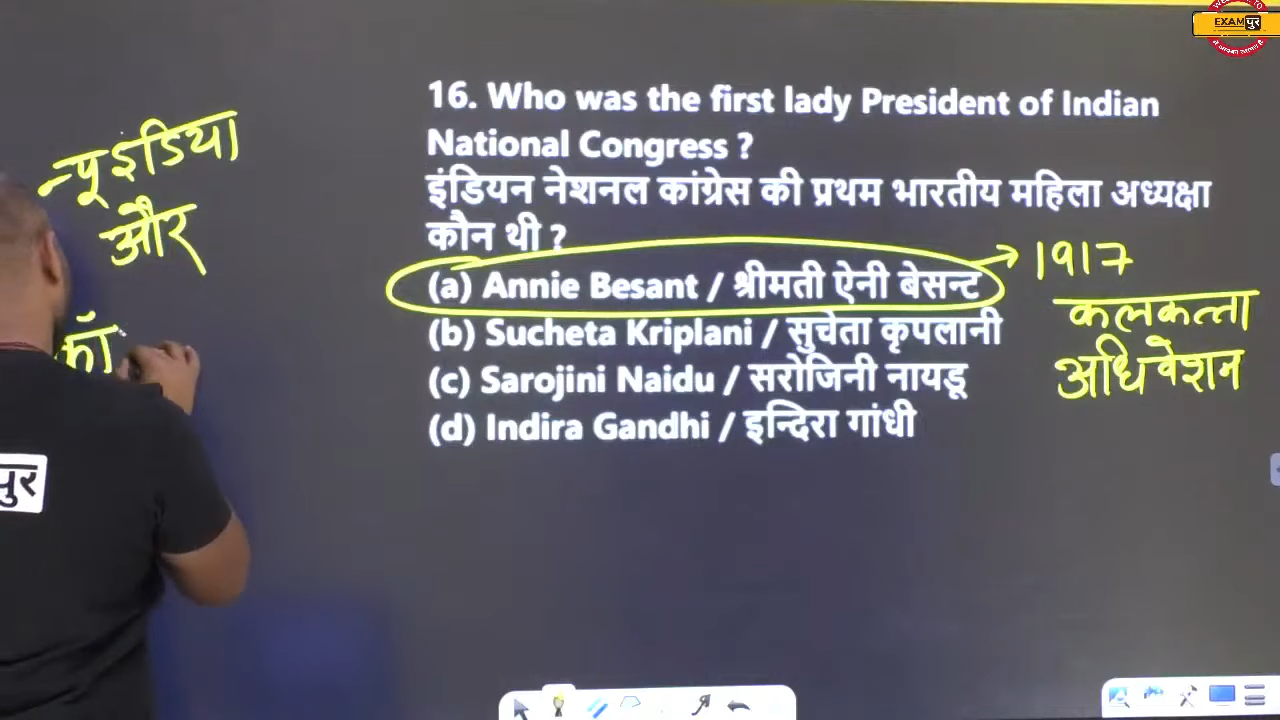 EXAMपुर
16. Who was the first lady President of Indian
National Congress ?
इंडियन नेशनल कांग्रेस की प्रथम भारतीय महिला अध्यक्षा
कौन थी ?
(a) Annie Besant / श्रीमती ऐनी बेसन्ट
(b) Sucheta Kriplani / सुचेता कृपलानी
(c) Sarojini Naidu / सरोजिनी नायडू
(d) Indira Gandhi / इन्दिरा गांधी
1917
कलकत्ता
अधिवेशन
न्यू इंडिया
और
कॉ
पुर